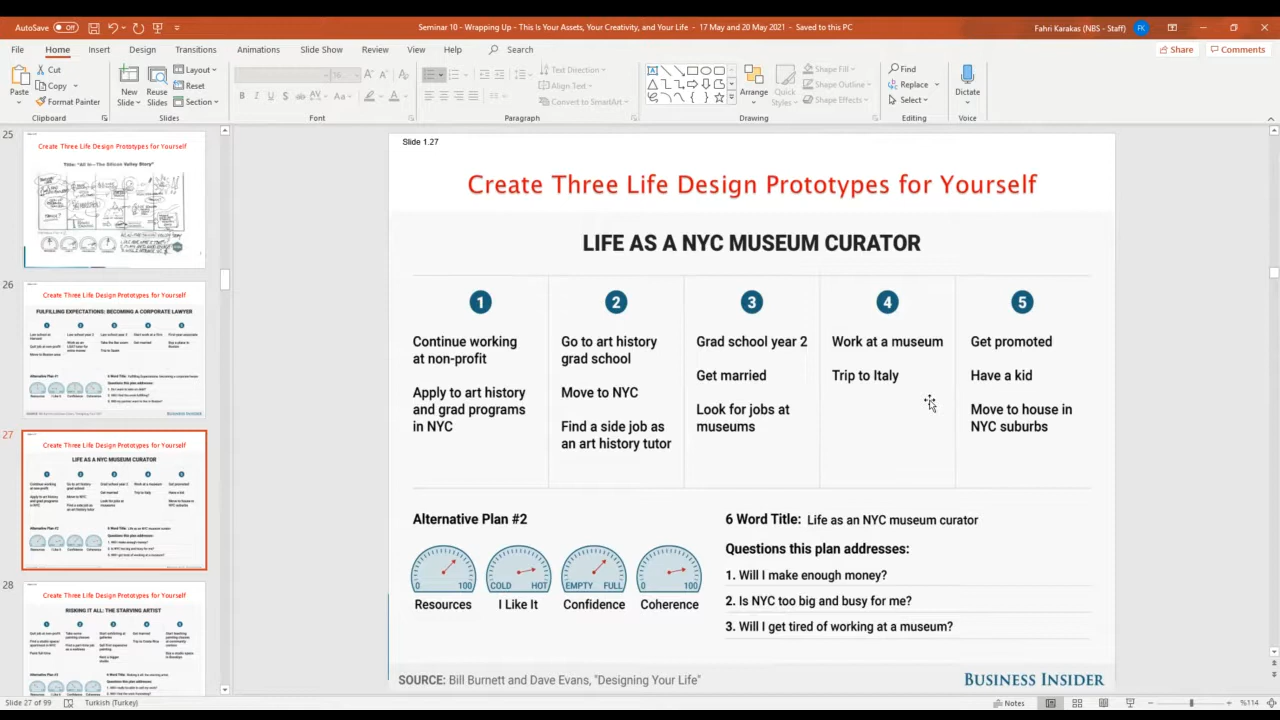 AutoSave Off
Seminar 10 - Wrapping Up - This Is Your Assets, Your Creativity, and Your Life - 17 May and 20 May 2021 - Saved to this PC
Fahri Karakas (NBS - Staff) FK
File Home Insert Draw Design Transitions Animations Slide Show Review View Help Search
Share Comments
Paste
Cut
Copy
Format Painter
Clipboard
New Slide
Reuse Slides
Layout
Reset
Section
Slides
Font
Text Direction
Align Text
Convert to SmartArt
Paragraph
Arrange
Quick Styles
Shape Fill
Shape Outline
Shape Effects
Drawing
Find
Replace
Select
Editing
Dictate
Voice
25
Create Three Life Design Prototypes for Yourself
Title: "All In—The Silicon Valley Story"
26
Create Three Life Design Prototypes for Yourself
FULFILLING EXPECTATIONS: BECOMING A CORPORATE LAWYER
27
Create Three Life Design Prototypes for Yourself
LIFE AS A NYC MUSEUM CURATOR
28
Create Three Life Design Prototypes for Yourself
RISKING IT ALL: THE STARVING ARTIST
Slide 1.27
Create Three Life Design Prototypes for Yourself
LIFE AS A NYC MUSEUM CURATOR
1
Continue working
at non-profit
Apply to art history
and grad programs
in NYC
2
Go to art history
grad school
Move to NYC
Find a side job as
an art history tutor
3
Grad school year 2
Get married
Look for jobs at
museums
4
Work at a museum
Trip to Italy
5
Get promoted
Have a kid
Move to house in
NYC suburbs
Alternative Plan #2
0 100
Resources
COLD HOT
I Like It
EMPTY FULL
Confidence
100
Coherence
6 Word Title: Life as an NYC museum curator
Questions this plan addresses:
1. Will I make enough money?
2. Is NYC too big and busy for me?
3. Will I get tired of working at a museum?
SOURCE: Bill Burnett and Dave Evans, "Designing Your Life"
BUSINESS INSIDER
Slide 27 of 99
Turkish (Turkey)
Notes
%114